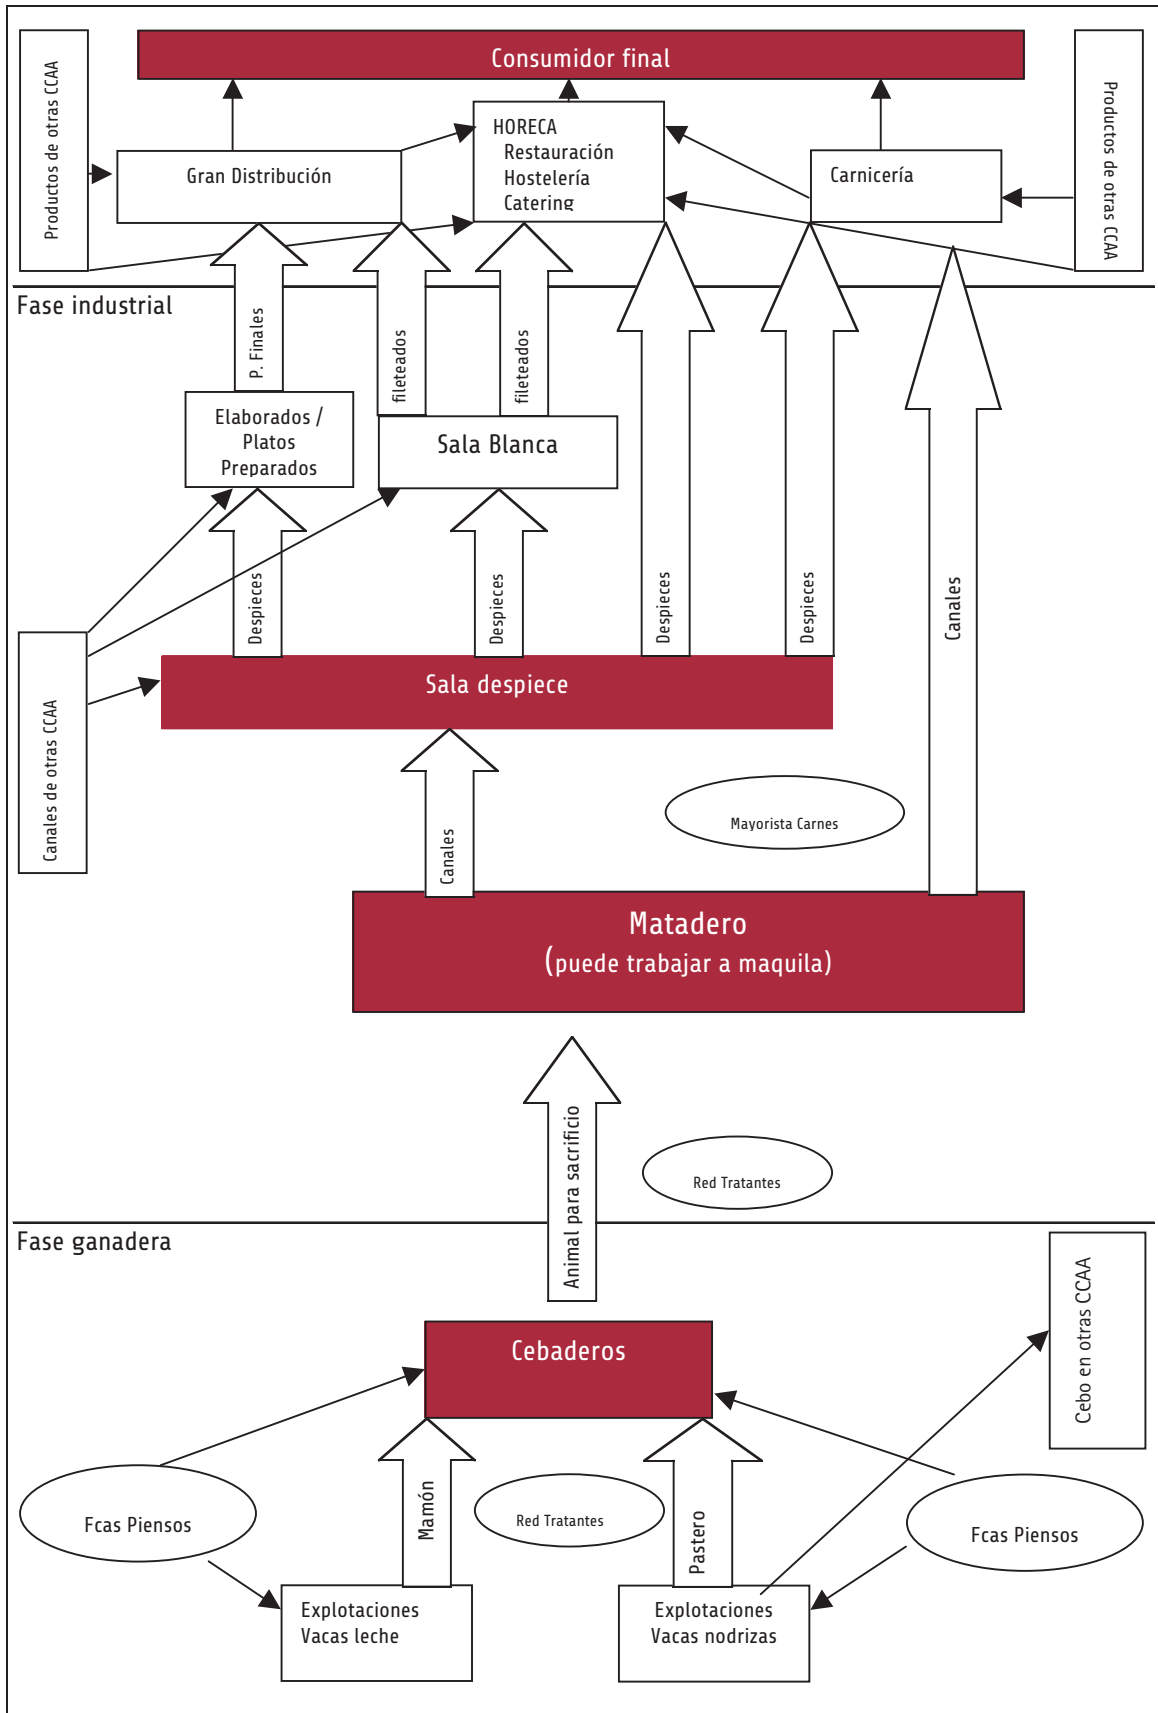 Consumidor final
Productos de otras CCAA
HORECA
Restauración
Hostelería
Catering
Gran Distribución
Carnicería
Productos de otras CCAA
Fase industrial
P. Finales
fileteados
fileteados
Elaborados /
Platos
Preparados
Sala Blanca
Despieces
Despieces
Despieces
Despieces
Canales
Canales de otras CCAA
Sala despiece
Canales
Mayorista Carnes
Matadero
(puede trabajar a maquila)
Animal para sacrificio
Red Tratantes
Fase ganadera
Cebo en otras CCAA
Cebaderos
Fcas Piensos
Mamón
Red Tratantes
Pastero
Fcas Piensos
Explotaciones
Vacas leche
Explotaciones
Vacas nodrizas